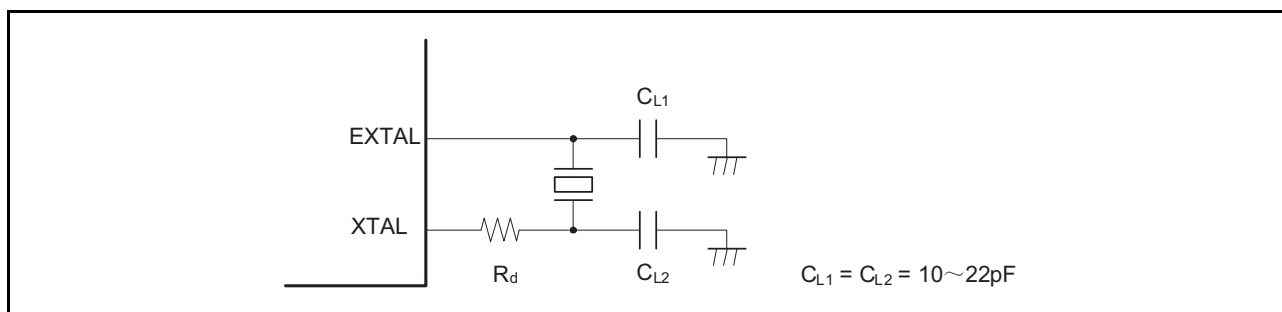 CL1
EXTAL
XTAL
Rd
CL2
CL1 = CL2 = 10~22pF